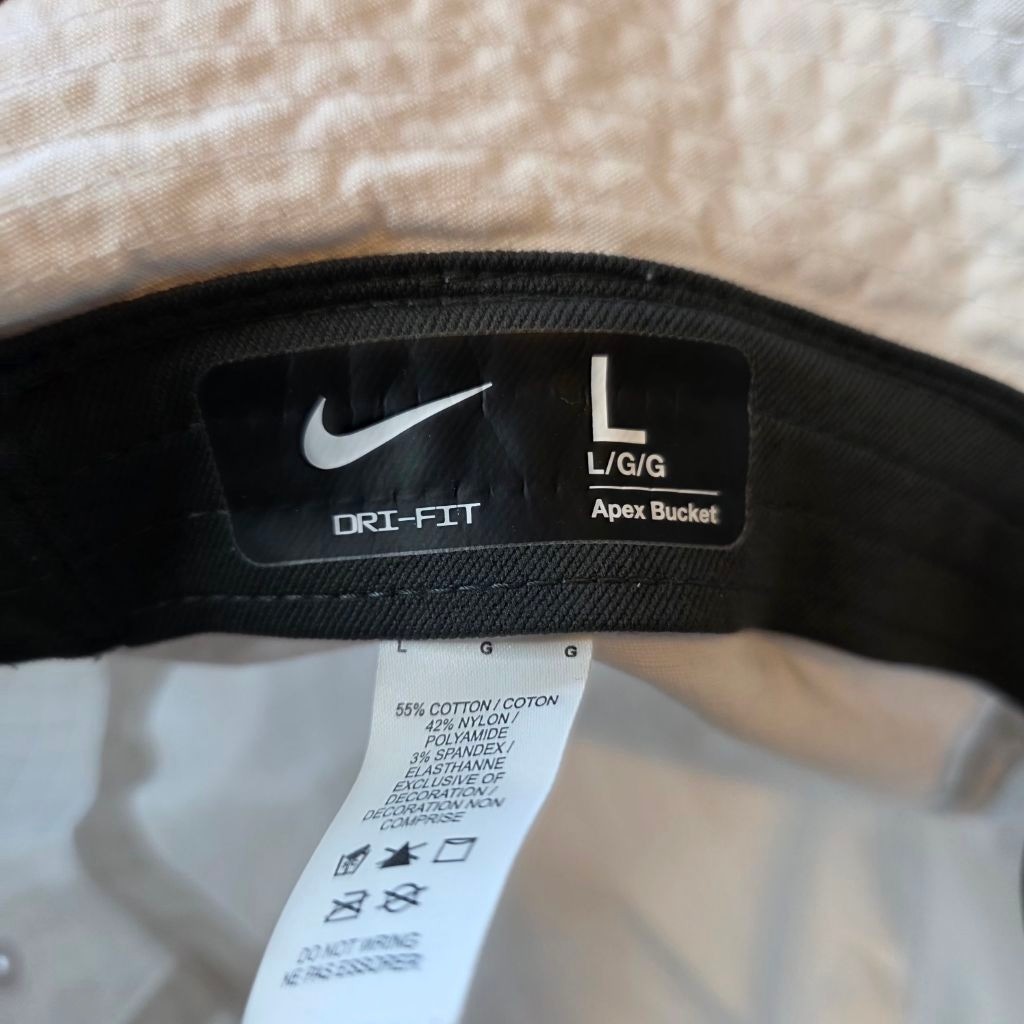 L
L/G/G
Apex Bucket
DRI-FIT
L G G
55% COTTON / COTON
42% NYLON /
POLYAMIDE
3% SPANDEX /
ELASTHANNE
EXCLUSIVE OF
DECORATION /
DECORATION NON
COMPRISE
DO NOT WRING
NE PAS ESSORER